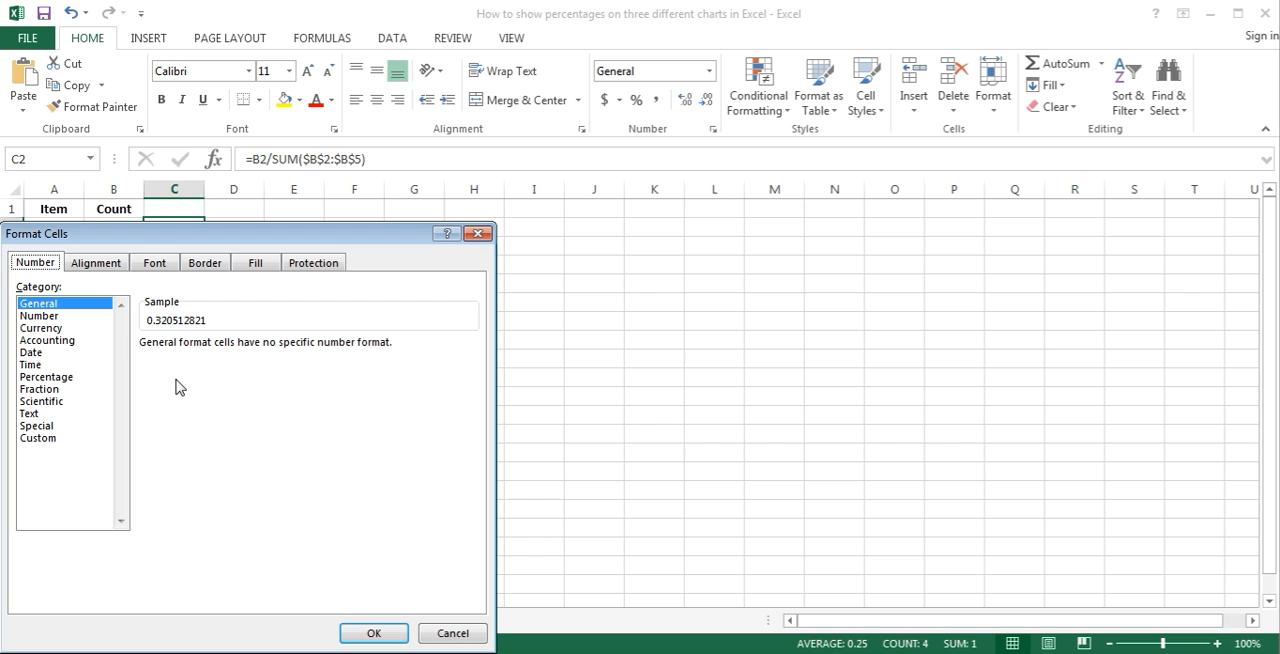 How to show percentages on three different charts in Excel - Excel
?
FILE HOME INSERT PAGE LAYOUT FORMULAS DATA REVIEW VIEW Sign in
Paste
Cut
Copy
Format Painter
Clipboard
Calibri 11 A A
B I U A
Font
Wrap Text
Merge & Center
Alignment
General
$ % ,
Number
Conditional Formatting
Format as Table
Cell Styles
Styles
Insert
Delete
Format
Cells
AutoSum
Fill
Clear
Sort & Filter
Find & Select
Editing
C2 fx =B2/SUM($B$2:$B$5)
A B C D E F G H I J K L M N O P Q R S T U
1 Item Count
Format Cells ?
Number Alignment Font Border Fill Protection
Category:
General
Number
Currency
Accounting
Date
Time
Percentage
Fraction
Scientific
Text
Special
Custom
Sample
0.320512821
General format cells have no specific number format.
OK Cancel
AVERAGE: 0.25 COUNT: 4 SUM: 1 100%